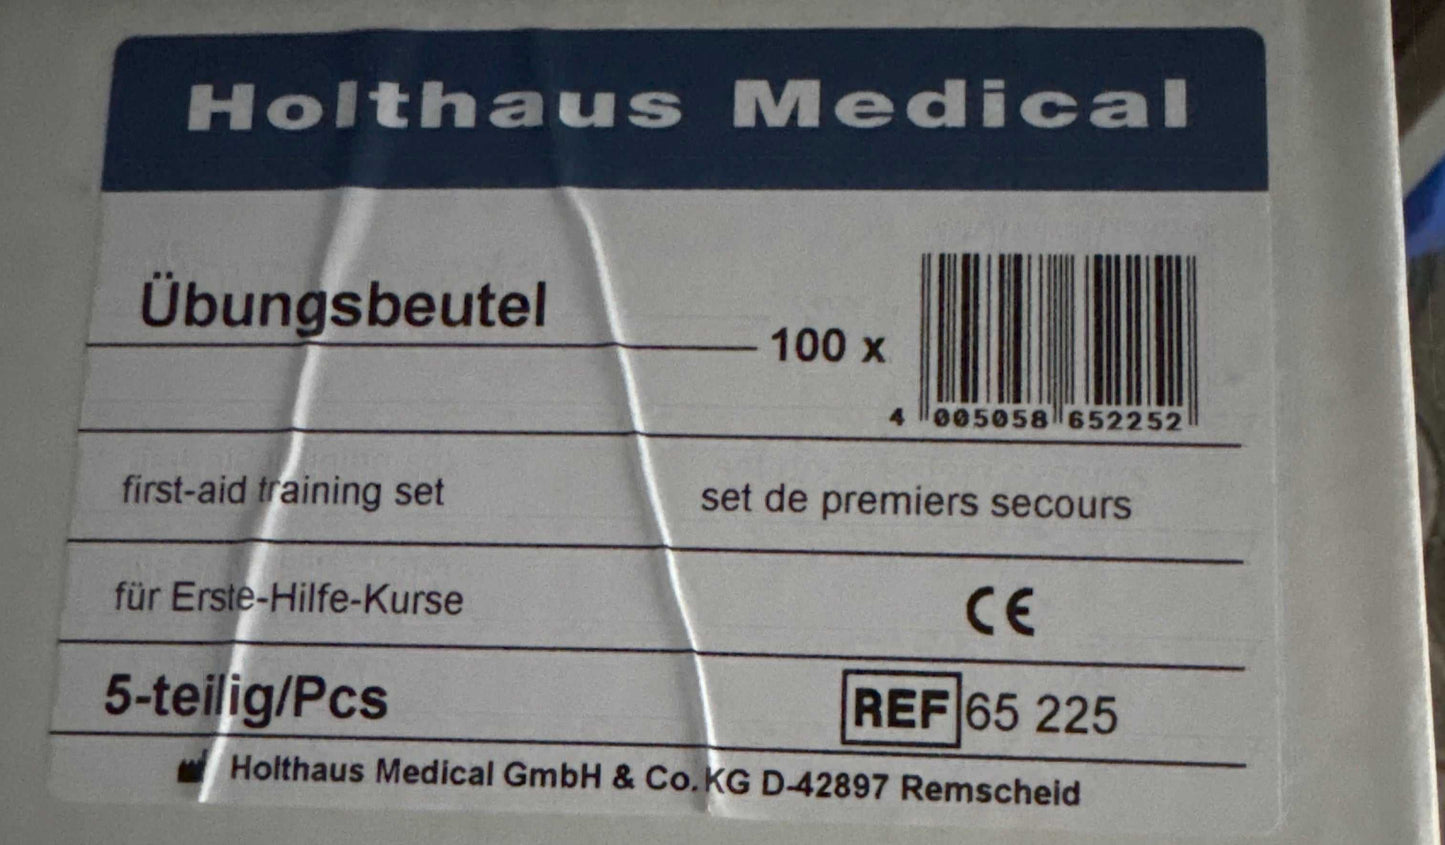 Holthaus Medical
Übungsbeutel
100 x
4 005058 652252
first-aid training set
set de premiers secours
für Erste-Hilfe-Kurse
CE
5-teilig/Pcs
REF 65 225
Holthaus Medical GmbH & Co.KG D-42897 Remscheid